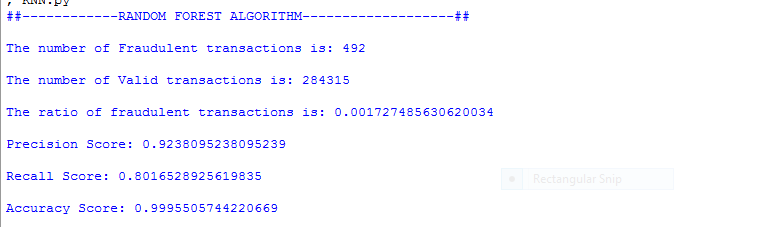 , RNN.py
##------------RANDOM FOREST ALGORITHM-------------------##
The number of Fraudulent transactions is: 492
The number of Valid transactions is: 284315
The ratio of fraudulent transactions is: 0.001727485630620034
Precision Score: 0.9238095238095239
Recall Score: 0.8016528925619835
Rectangular Snip
Accuracy Score: 0.9995505744220669